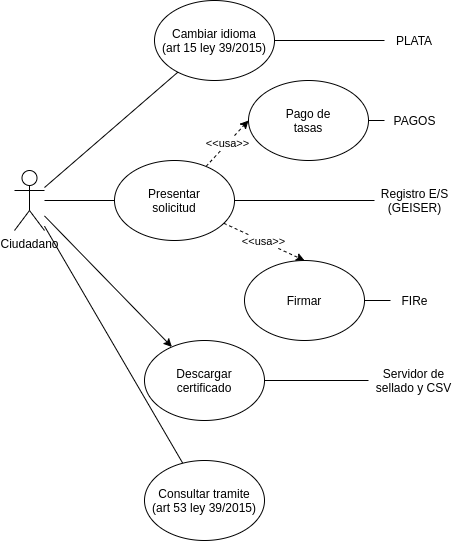 Cambiar idioma
(art 15 ley 39/2015)
PLATA
Pago de
tasas
PAGOS
<<usa>>
Presentar
solicitud
Registro E/S
(GEISER)
Ciudadano
<<usa>>
Firmar
FIRe
Descargar
certificado
Servidor de
sellado y CSV
Consultar tramite
(art 53 ley 39/2015)